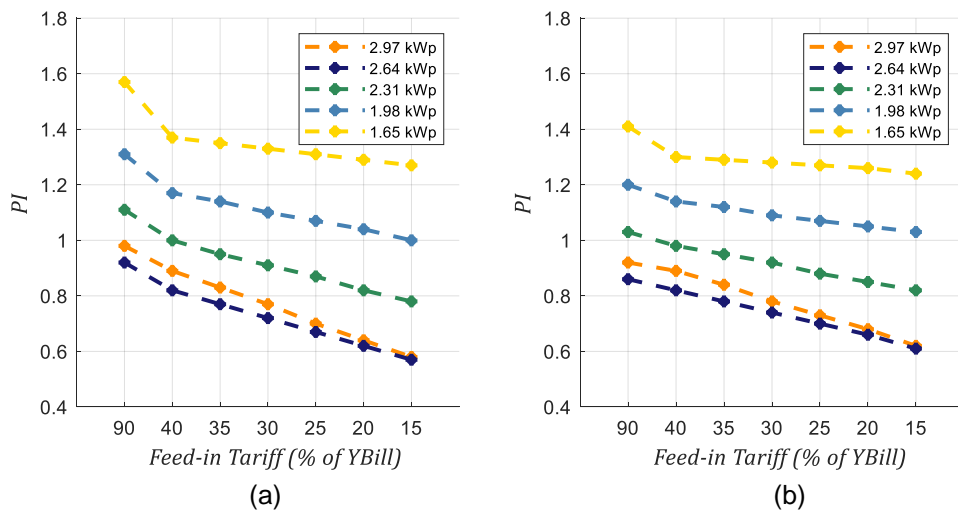 1.8
1.6
1.4
1.2
1
0.8
0.6
0.4
PI
2.97 kWp
2.64 kWp
2.31 kWp
1.98 kWp
1.65 kWp
90 40 35 30 25 20 15
Feed-in Tariff (% of YBill)
(a)
1.8
1.6
1.4
1.2
1
0.8
0.6
0.4
PI
2.97 kWp
2.64 kWp
2.31 kWp
1.98 kWp
1.65 kWp
90 40 35 30 25 20 15
Feed-in Tariff (% of YBill)
(b)